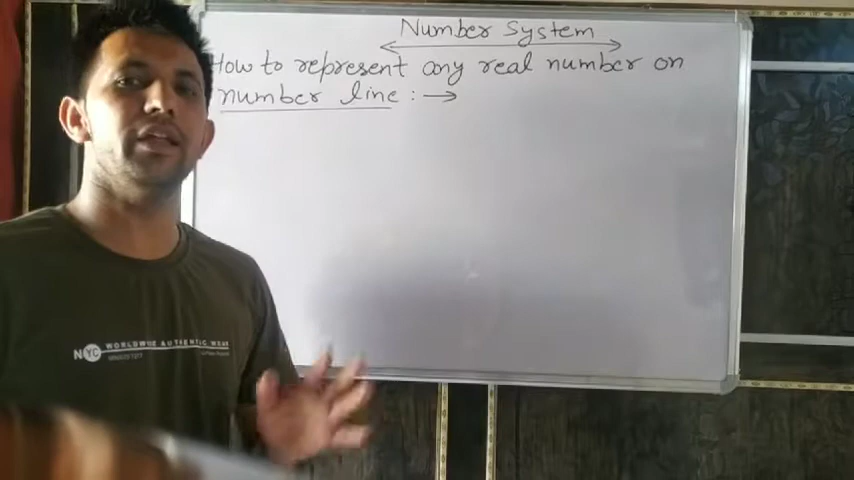 Number System
How to represent any real number on
number line : →
NYC WORLDWIDE AUTHENTIC WEAR